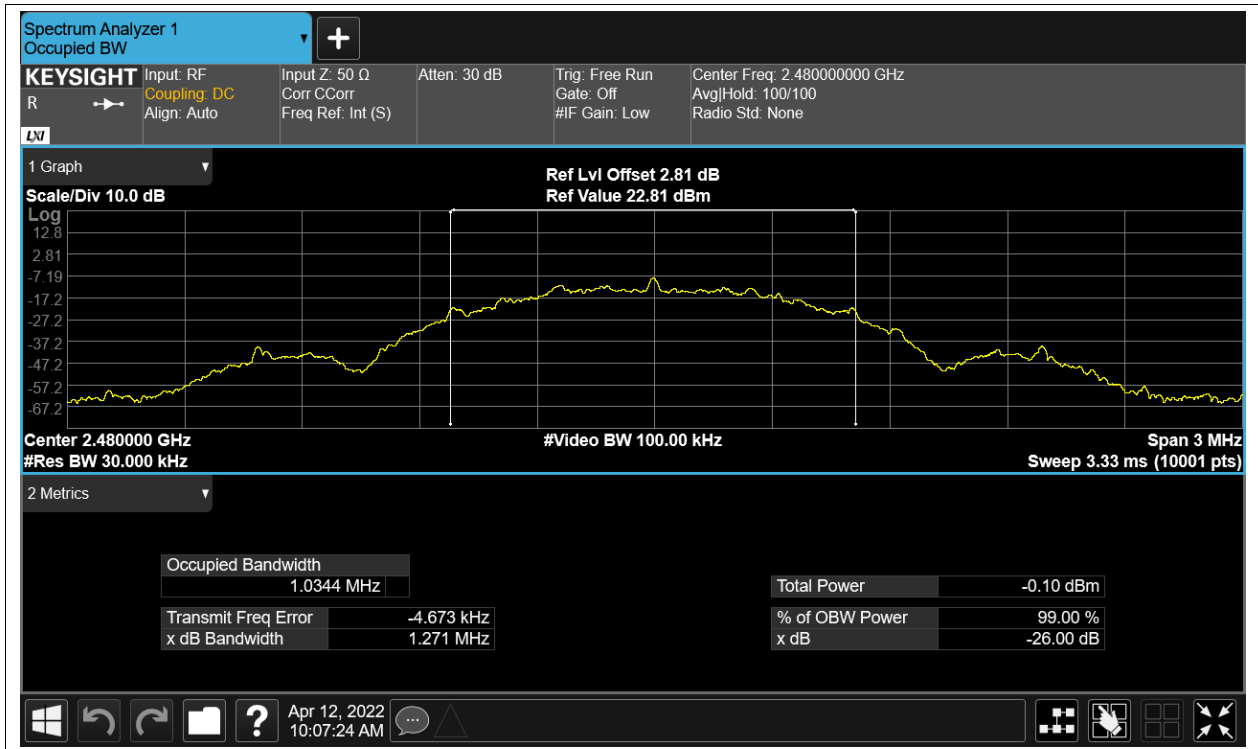 Spectrum Analyzer 1
Occupied BW
+
KEYSIGHT
R
LXI
Input: RF
Coupling: DC
Align: Auto
Input Z: 50 Ω
Corr CCorr
Freq Ref: Int (S)
Atten: 30 dB
Trig: Free Run
Gate: Off
#IF Gain: Low
Center Freq: 2.480000000 GHz
Avg|Hold: 100/100
Radio Std: None
1 Graph
Scale/Div 10.0 dB
Ref Lvl Offset 2.81 dB
Ref Value 22.81 dBm
Log
12.8
2.81
-7.19
-17.2
-27.2
-37.2
-47.2
-57.2
-67.2
Center 2.480000 GHz
#Res BW 30.000 kHz
#Video BW 100.00 kHz
Span 3 MHz
Sweep 3.33 ms (10001 pts)
2 Metrics
Occupied Bandwidth
1.0344 MHz
Transmit Freq Error -4.673 kHz
x dB Bandwidth 1.271 MHz
Total Power -0.10 dBm
% of OBW Power 99.00 %
x dB -26.00 dB
?
Apr 12, 2022
10:07:24 AM